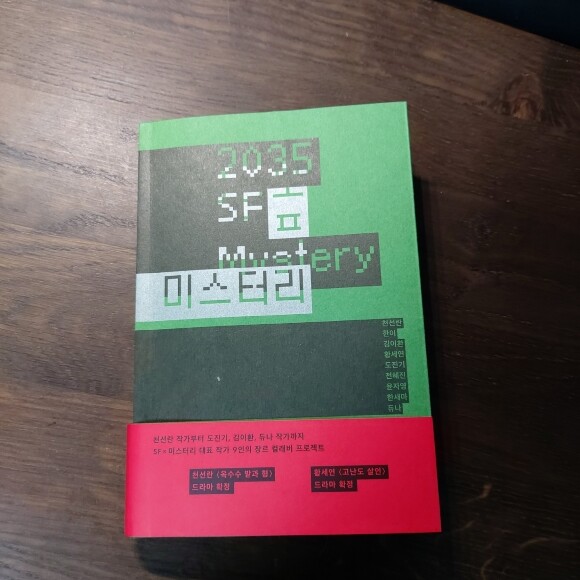 2035
SF
Mystery
미스터리
천선란
한이
김이환
황세연
도진기
전혜진
윤자영
한새마
듀나
천선란 작가부터 도진기, 김이환, 듀나 작가까지
SF×미스터리 대표 작가 9인의 장르 컬래버 프로젝트
천선란 〈옥수수 밭과 형〉
드라마 확정
황세연 〈고난도 살인〉
드라마 확정